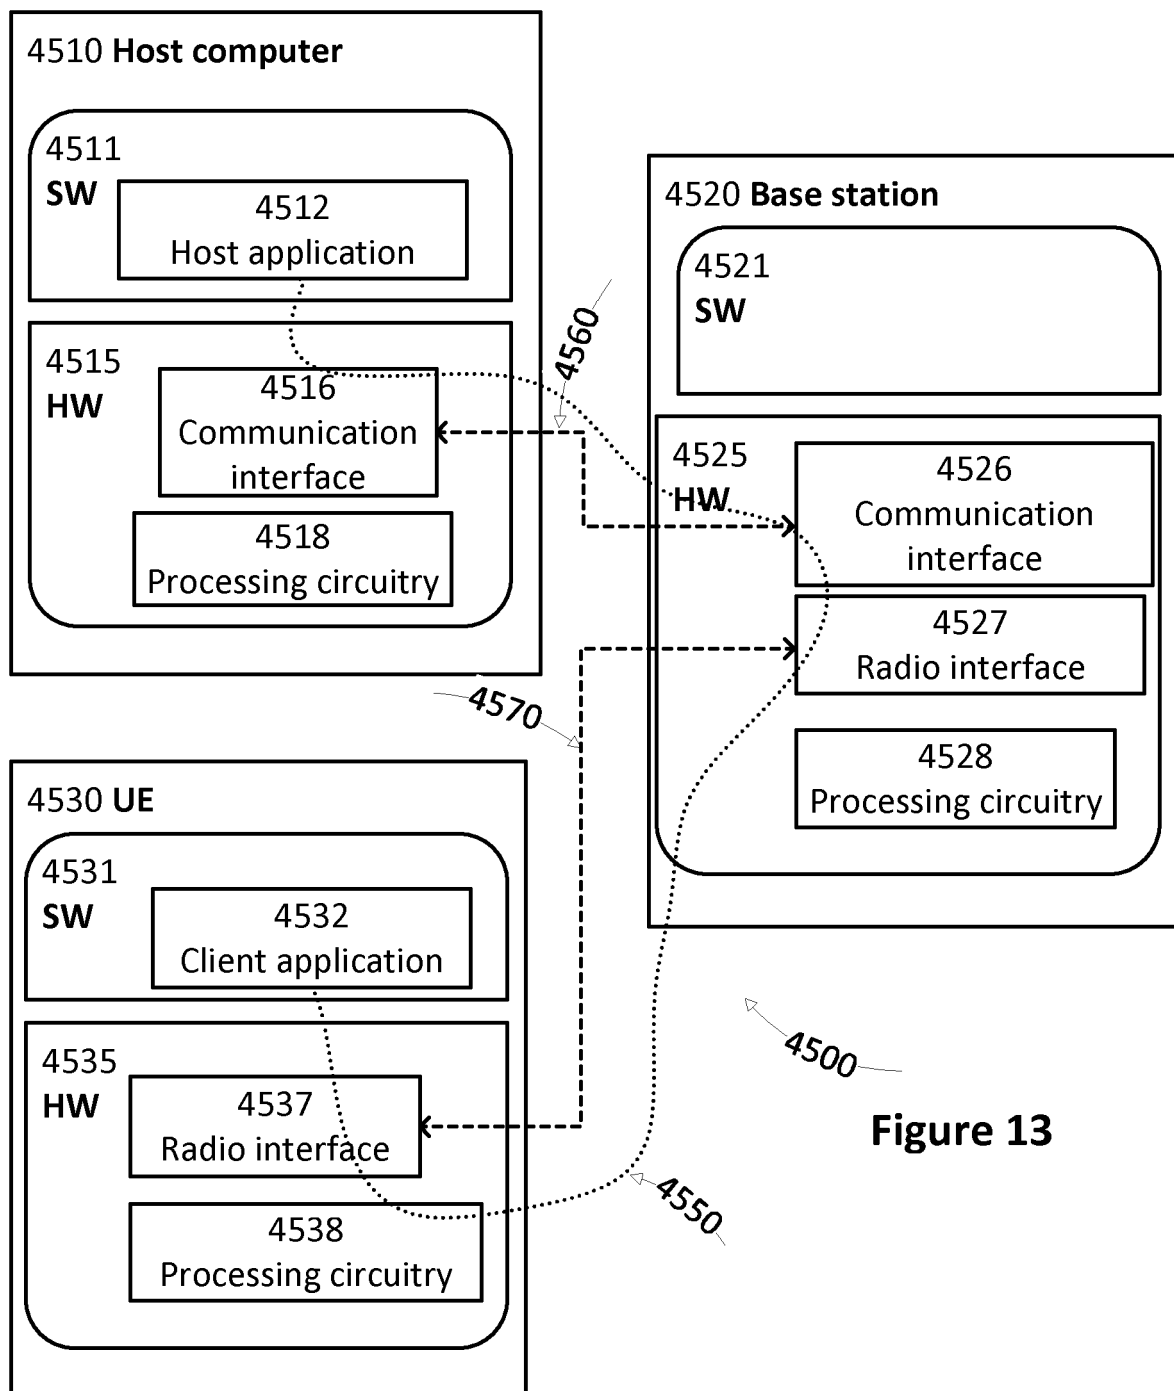 4510 Host computer
4511
SW
4512
Host application
4515
HW
4516
Communication
interface
4518
Processing circuitry
4520 Base station
4521
SW
4525
HW
4526
Communication
interface
4527
Radio interface
4528
Processing circuitry
4560
4570
4530 UE
4531
SW
4532
Client application
4535
HW
4537
Radio interface
4538
Processing circuitry
4500
4550
Figure 13